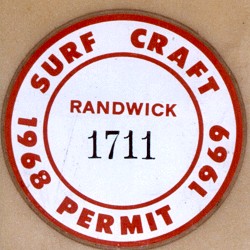 SURF CRAFT
RANDWICK
1711
1968 PERMIT 1969